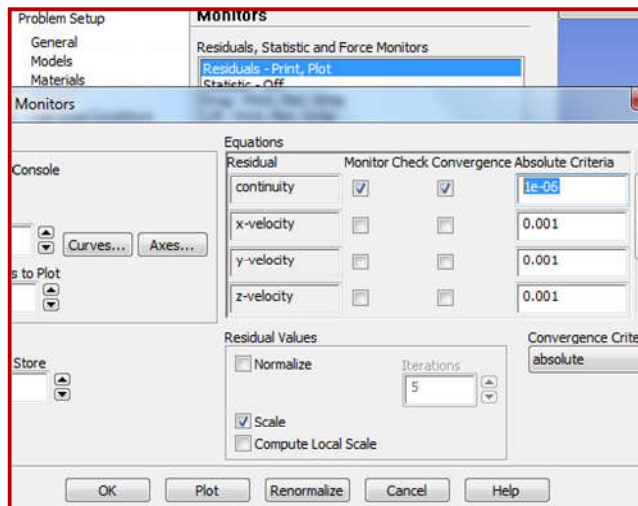 Problem Setup
General
Models
Materials
Monitors
Residuals, Statistic and Force Monitors
Residuals - Print, Plot
Statistic - Off
Monitors
Console
Curves... Axes...
s to Plot
Store
Equations
Residual Monitor Check Convergence Absolute Criteria
continuity 1e-06
x-velocity 0.001
y-velocity 0.001
z-velocity 0.001
Residual Values
Normalize
Iterations
5
Scale
Compute Local Scale
Convergence Crite
absolute
OK Plot Renormalize Cancel Help